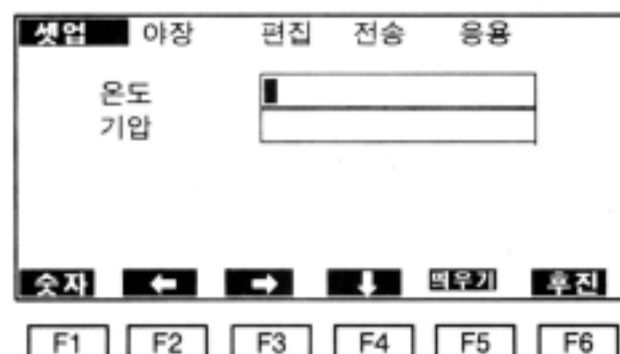 셋업 야장 편집 전송 응용
온도
기압
숫자 ← → ↓ 띄우기 후진
F1 F2 F3 F4 F5 F6